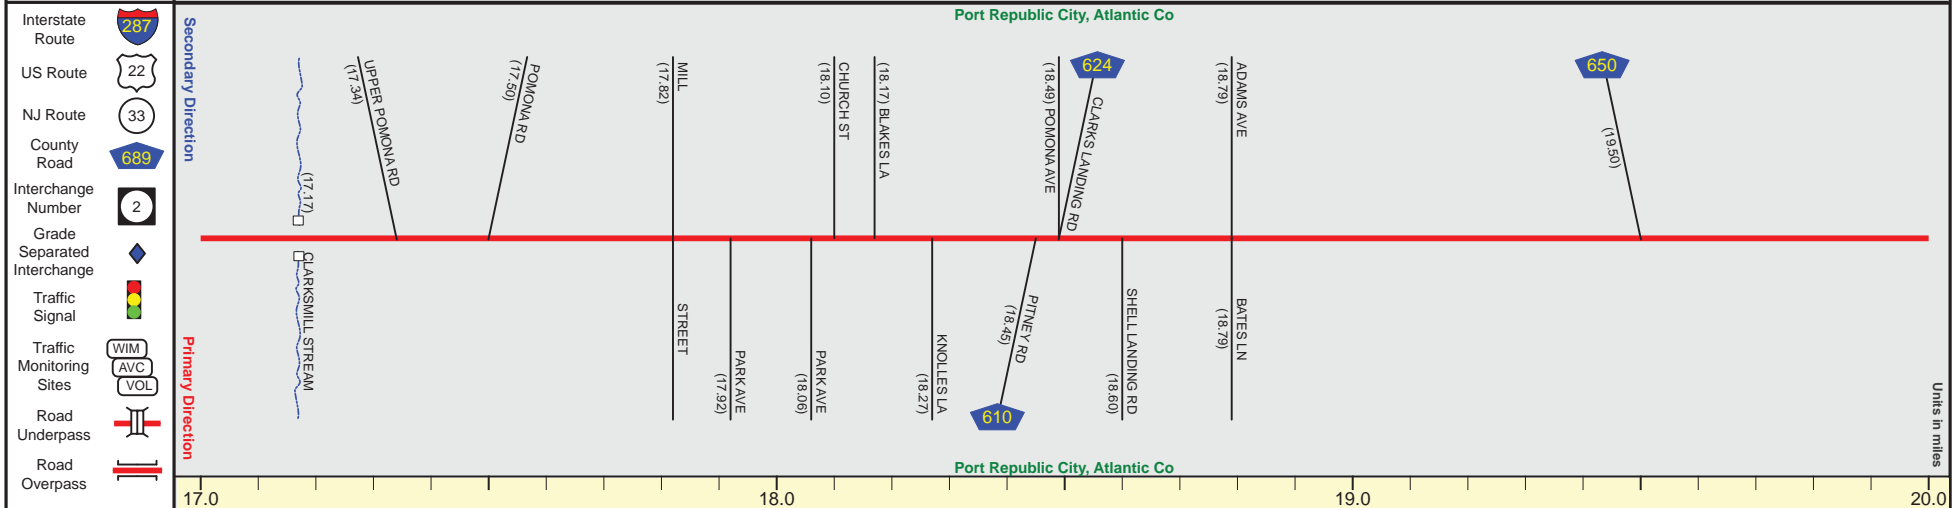 Interstate
Route
287
US Route
22
NJ Route
33
County
Road
689
Interchange
Number
2
Grade
Separated
Interchange
Traffic
Signal
Traffic
Monitoring
Sites
WIM
AVC
VOL
Road
Underpass
Road
Overpass
Secondary Direction
Primary Direction
Port Republic City, Atlantic Co
(17.17)
CLARKSMILL STREAM
UPPER POMONA RD
(17.34)
POMONA RD
(17.50)
MILL
(17.82)
STREET
PARK AVE
(17.92)
PARK AVE
(18.06)
CHURCH ST
(18.10)
(18.17) BLAKES LA
KNOLLES LA
(18.27)
PITNEY RD
(18.45)
610
(18.49) POMONA AVE
624
CLARKS LANDING RD
SHELL LANDING RD
(18.60)
ADAMS AVE
(18.79)
BATES LN
(18.79)
650
(19.50)
Units in miles
Port Republic City, Atlantic Co
17.0
18.0
19.0
20.0